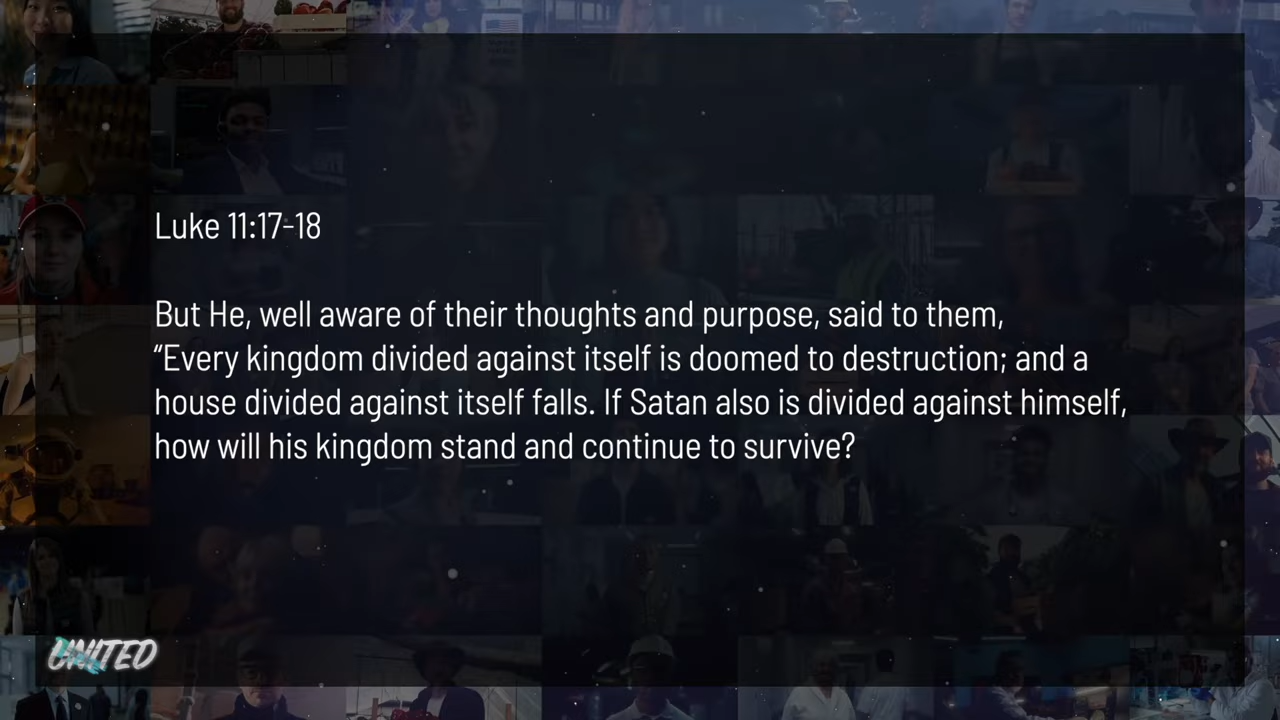 Luke 11:17-18
But He, well aware of their thoughts and purpose, said to them,
“Every kingdom divided against itself is doomed to destruction; and a
house divided against itself falls. If Satan also is divided against himself,
how will his kingdom stand and continue to survive?
UNITED